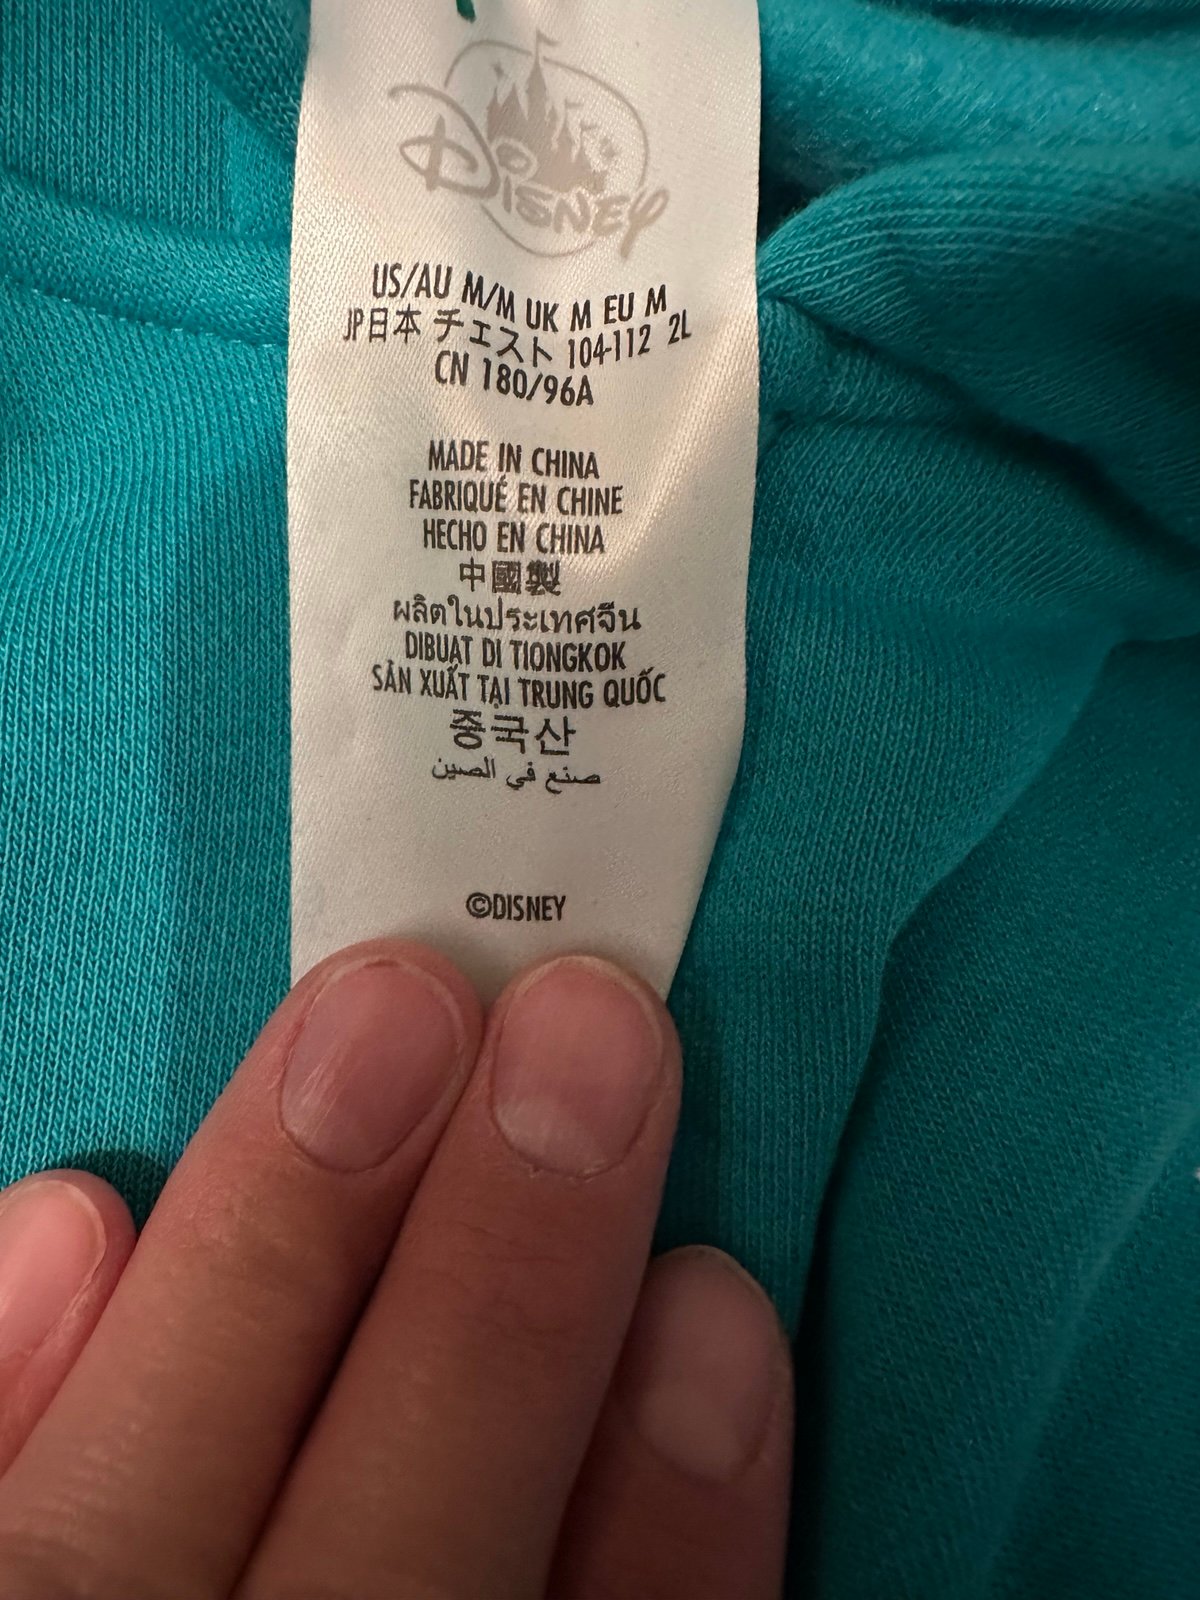 DISNEY
US/AU M/M UK M EU M
JP日本 チェスト 104-112 2L
CN 180/96A
MADE IN CHINA
FABRIQUÉ EN CHINE
HECHO EN CHINA
中國製
ผลิตในประเทศจีน
DIBUAT DI TIONGKOK
SẢN XUẤT TẠI TRUNG QUỐC
중국산
صنع في الصين
©DISNEY